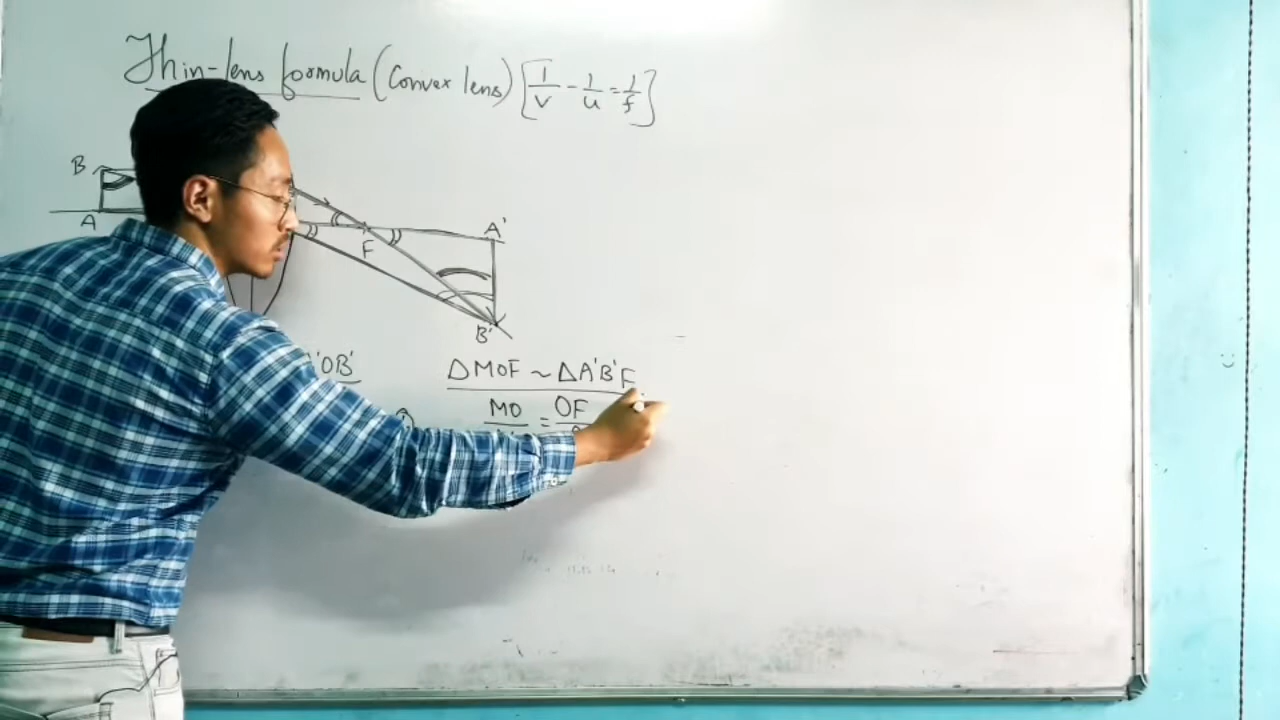 Thin-lens formula (Convex lens) [1/v - 1/u = 1/f]
B
A
F
A'
B'
'OB'
ΔMOF ~ ΔA'B'F
MO = OF